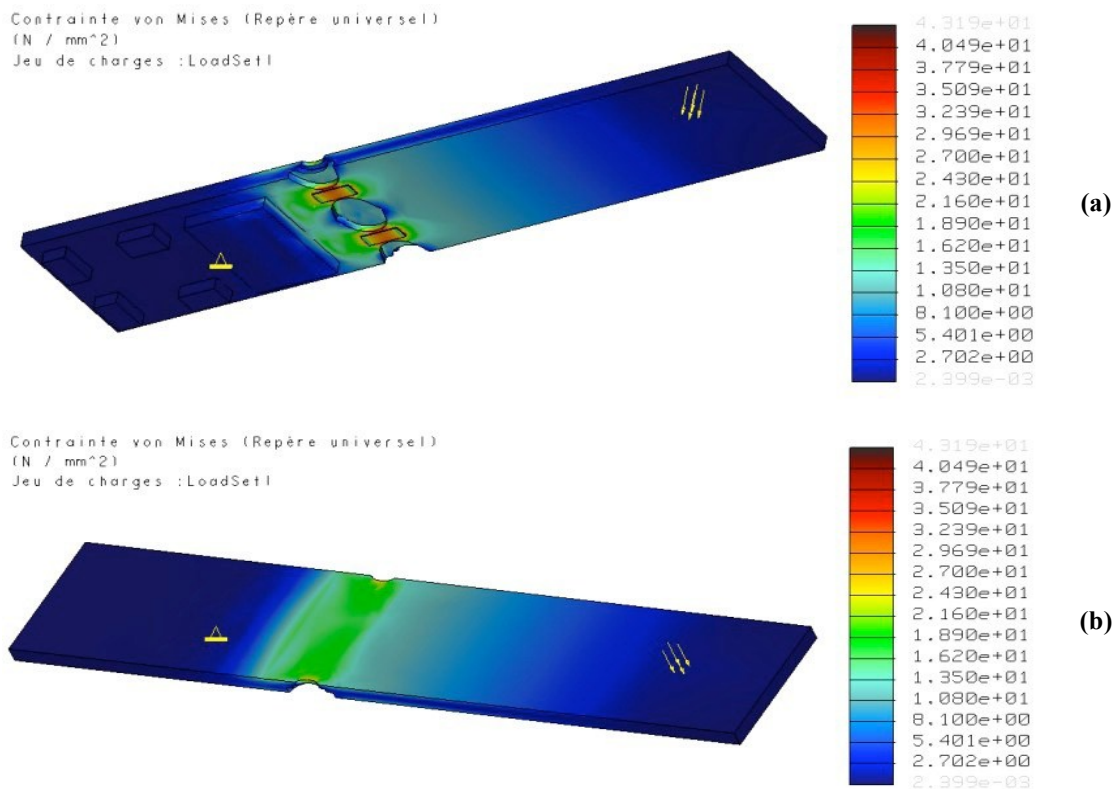 Contrainte von Mises (Repère universel)
(N / mm^2)
Jeu de charges :LoadSet1
4.319e+01
4.049e+01
3.779e+01
3.509e+01
3.239e+01
2.969e+01
2.700e+01
2.430e+01
2.160e+01
1.890e+01
1.620e+01
1.350e+01
1.080e+01
8.100e+00
5.401e+00
2.702e+00
2.399e-03
(a)
Contrainte von Mises (Repère universel)
(N / mm^2)
Jeu de charges :LoadSet1
4.319e+01
4.049e+01
3.779e+01
3.509e+01
3.239e+01
2.969e+01
2.700e+01
2.430e+01
2.160e+01
1.890e+01
1.620e+01
1.350e+01
1.080e+01
8.100e+00
5.401e+00
2.702e+00
2.399e-03
(b)